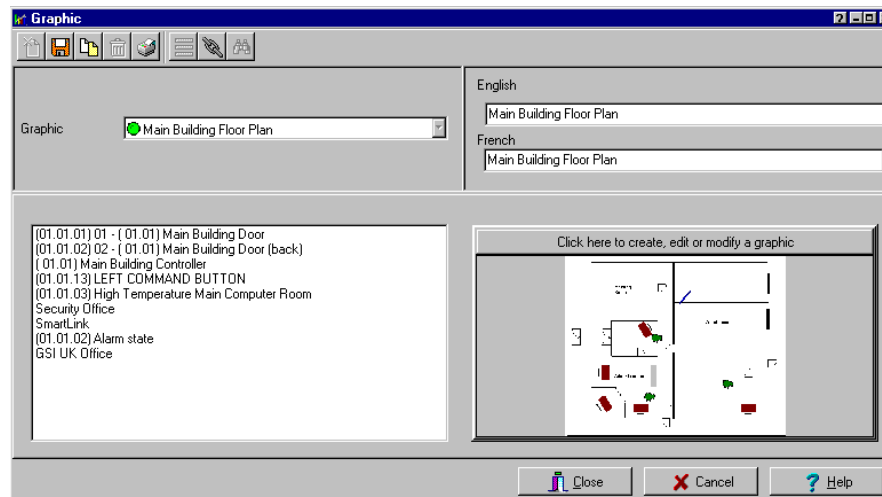 Graphic
English
Graphic
Main Building Floor Plan
Main Building Floor Plan
French
Main Building Floor Plan
(01.01.01) 01 - ( 01.01) Main Building Door
(01.01.02) 02 - ( 01.01) Main Building Door (back)
( 01.01) Main Building Controller
(01.01.13) LEFT COMMAND BUTTON
(01.01.03) High Temperature Main Computer Room
Security Office
SmartLink
(01.01.02) Alarm state
GSI UK Office
Click here to create, edit or modify a graphic
Close
Cancel
Help